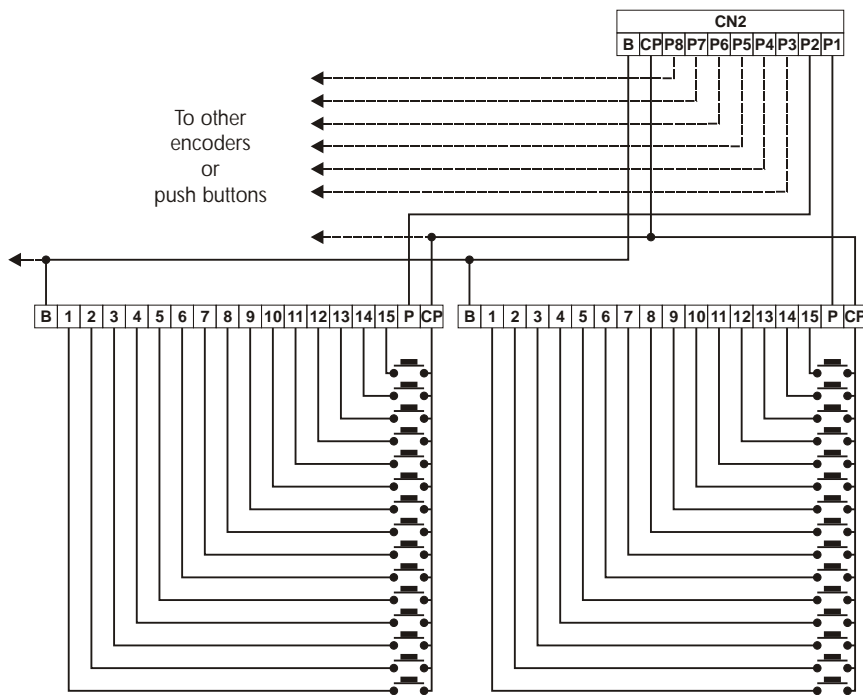 CN2
B CP P8 P7 P6 P5 P4 P3 P2 P1
To other
encoders
or
push buttons
B 1 2 3 4 5 6 7 8 9 10 11 12 13 14 15 P CP
B 1 2 3 4 5 6 7 8 9 10 11 12 13 14 15 P CP